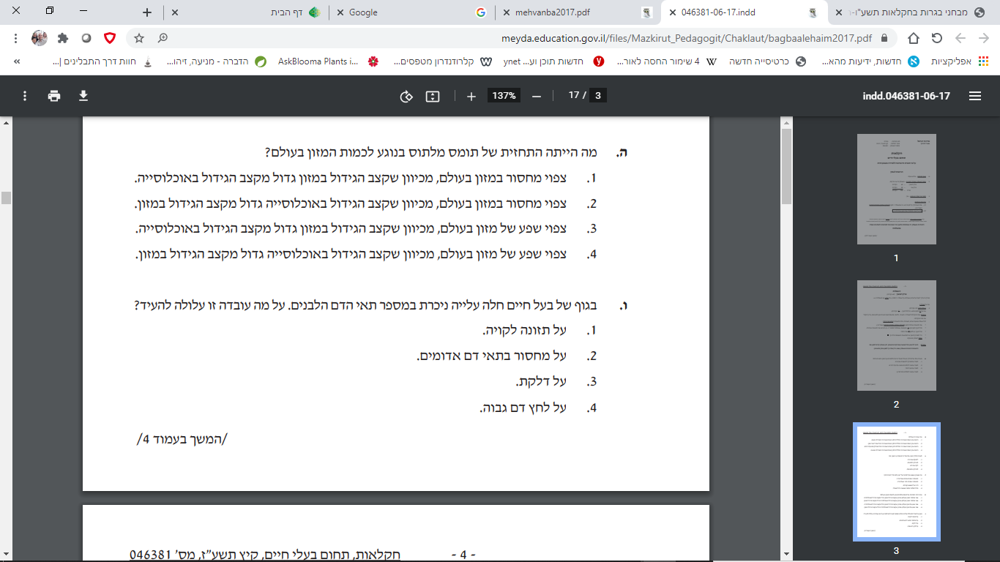 מבחני בגרות בחקלאות תשע"ו-ו
046381-06-17.indd
mehvanba2017.pdf
Google
דף הבית
meyda.education.gov.il/files/Mazkirut_Pedagogit/Chaklaut/bagbaalehaim2017.pdf
אפליקציות
חדשות, ידיעות מהא...
כרטיסייה חדשה
4 שימור החסה לאור...
חדשות תוכן וע... ynet
קלרודנדרון מטפסים...
AskBlooma Plants i...
הדברה - מניעה, זיהו...
חוות דרך התבלינים |...
indd.046381-06-17
17 / 3
137%
ה. מה הייתה התחזית של תומס מלתוס בנוגע לכמות המזון בעולם?
1. צפוי מחסור במזון בעולם, מכיוון שקצב הגידול במזון גדול מקצב הגידול באוכלוסייה.
2. צפוי מחסור במזון בעולם, מכיוון שקצב הגידול באוכלוסייה גדול מקצב הגידול במזון.
3. צפוי שפע של מזון בעולם, מכיוון שקצב הגידול במזון גדול מקצב הגידול באוכלוסייה.
4. צפוי שפע של מזון בעולם, מכיוון שקצב הגידול באוכלוסייה גדול מקצב הגידול במזון.
ו. בגוף של בעל חיים חלה עלייה ניכרת במספר תאי הדם הלבנים. על מה עובדה זו עלולה להעיד?
1. על תזונה לקויה.
2. על מחסור בתאי דם אדומים.
3. על דלקת.
4. על לחץ דם גבוה.
/המשך בעמוד 4/
- 4 - חקלאות, תחום בעלי חיים, קיץ תשע"ז, מס' 046381
1
2
3